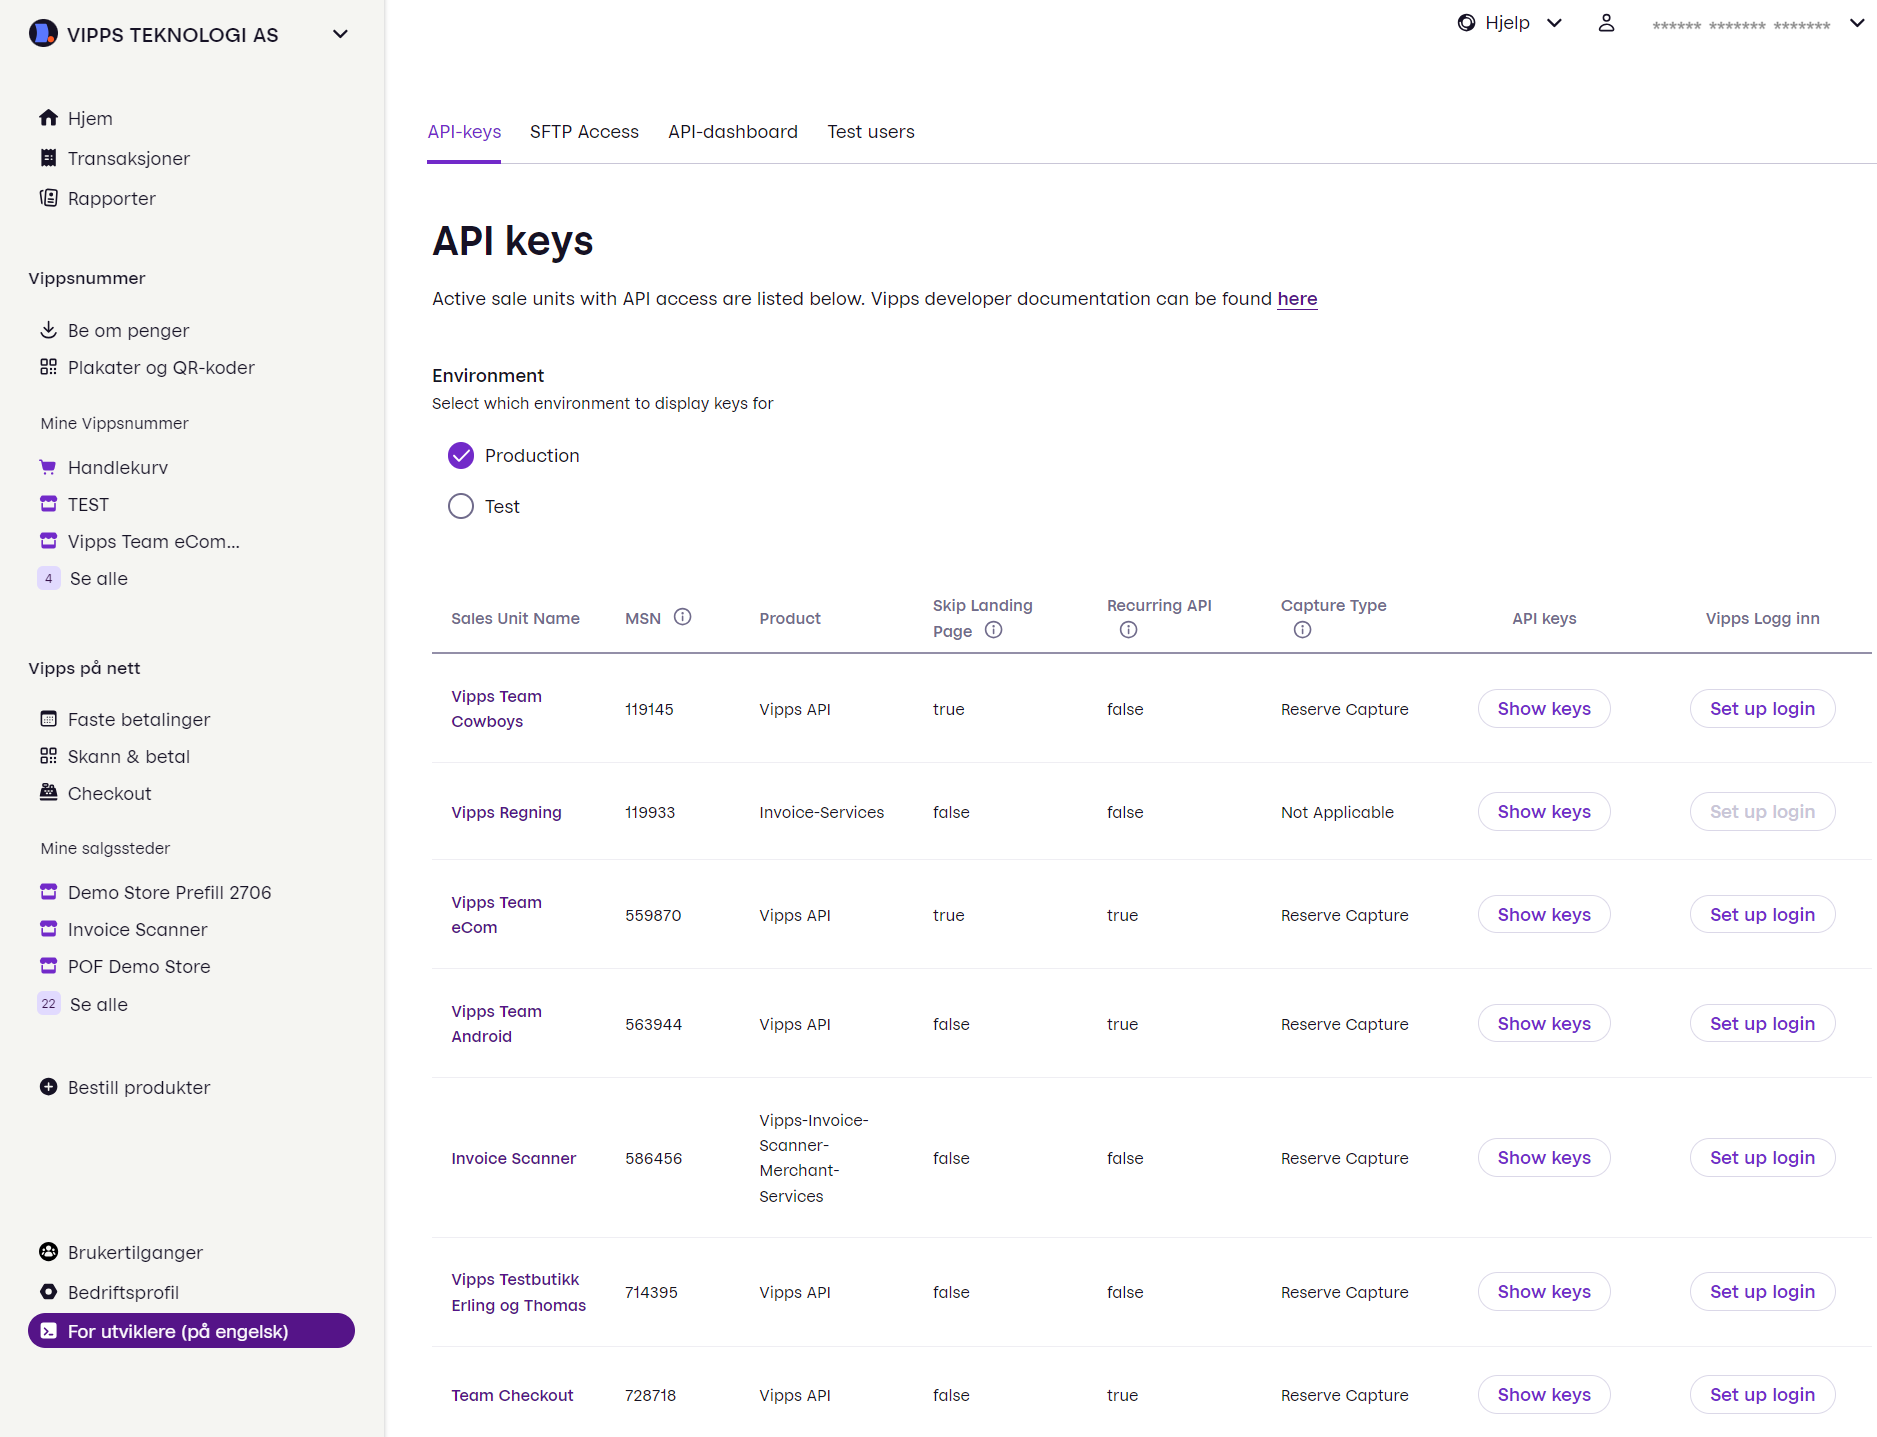 VIPPS TEKNOLOGI AS
Hjem
Transaksjoner
Rapporter
Vippsnummer
Be om penger
Plakater og QR-koder
Mine Vippsnummer
Handlekurv
TEST
Vipps Team eCom...
4 Se alle
Vipps på nett
Faste betalinger
Skann & betal
Checkout
Mine salgssteder
Demo Store Prefill 2706
Invoice Scanner
POF Demo Store
22 Se alle
Bestill produkter
Brukertilganger
Bedriftsprofil
For utviklere (på engelsk)
Hjelp ****** ******* *******
API-keys SFTP Access API-dashboard Test users
API keys
Active sale units with API access are listed below. Vipps developer documentation can be found here
Environment
Select which environment to display keys for
Production
Test
Sales Unit Name MSN Product Skip Landing Page Recurring API Capture Type API keys Vipps Logg inn
Vipps Team Cowboys 119145 Vipps API true false Reserve Capture Show keys Set up login
Vipps Regning 119933 Invoice-Services false false Not Applicable Show keys Set up login
Vipps Team eCom 559870 Vipps API true true Reserve Capture Show keys Set up login
Vipps Team Android 563944 Vipps API false true Reserve Capture Show keys Set up login
Invoice Scanner 586456 Vipps-Invoice-Scanner-Merchant-Services false false Reserve Capture Show keys Set up login
Vipps Testbutikk Erling og Thomas 714395 Vipps API false false Reserve Capture Show keys Set up login
Team Checkout 728718 Vipps API false true Reserve Capture Show keys Set up login